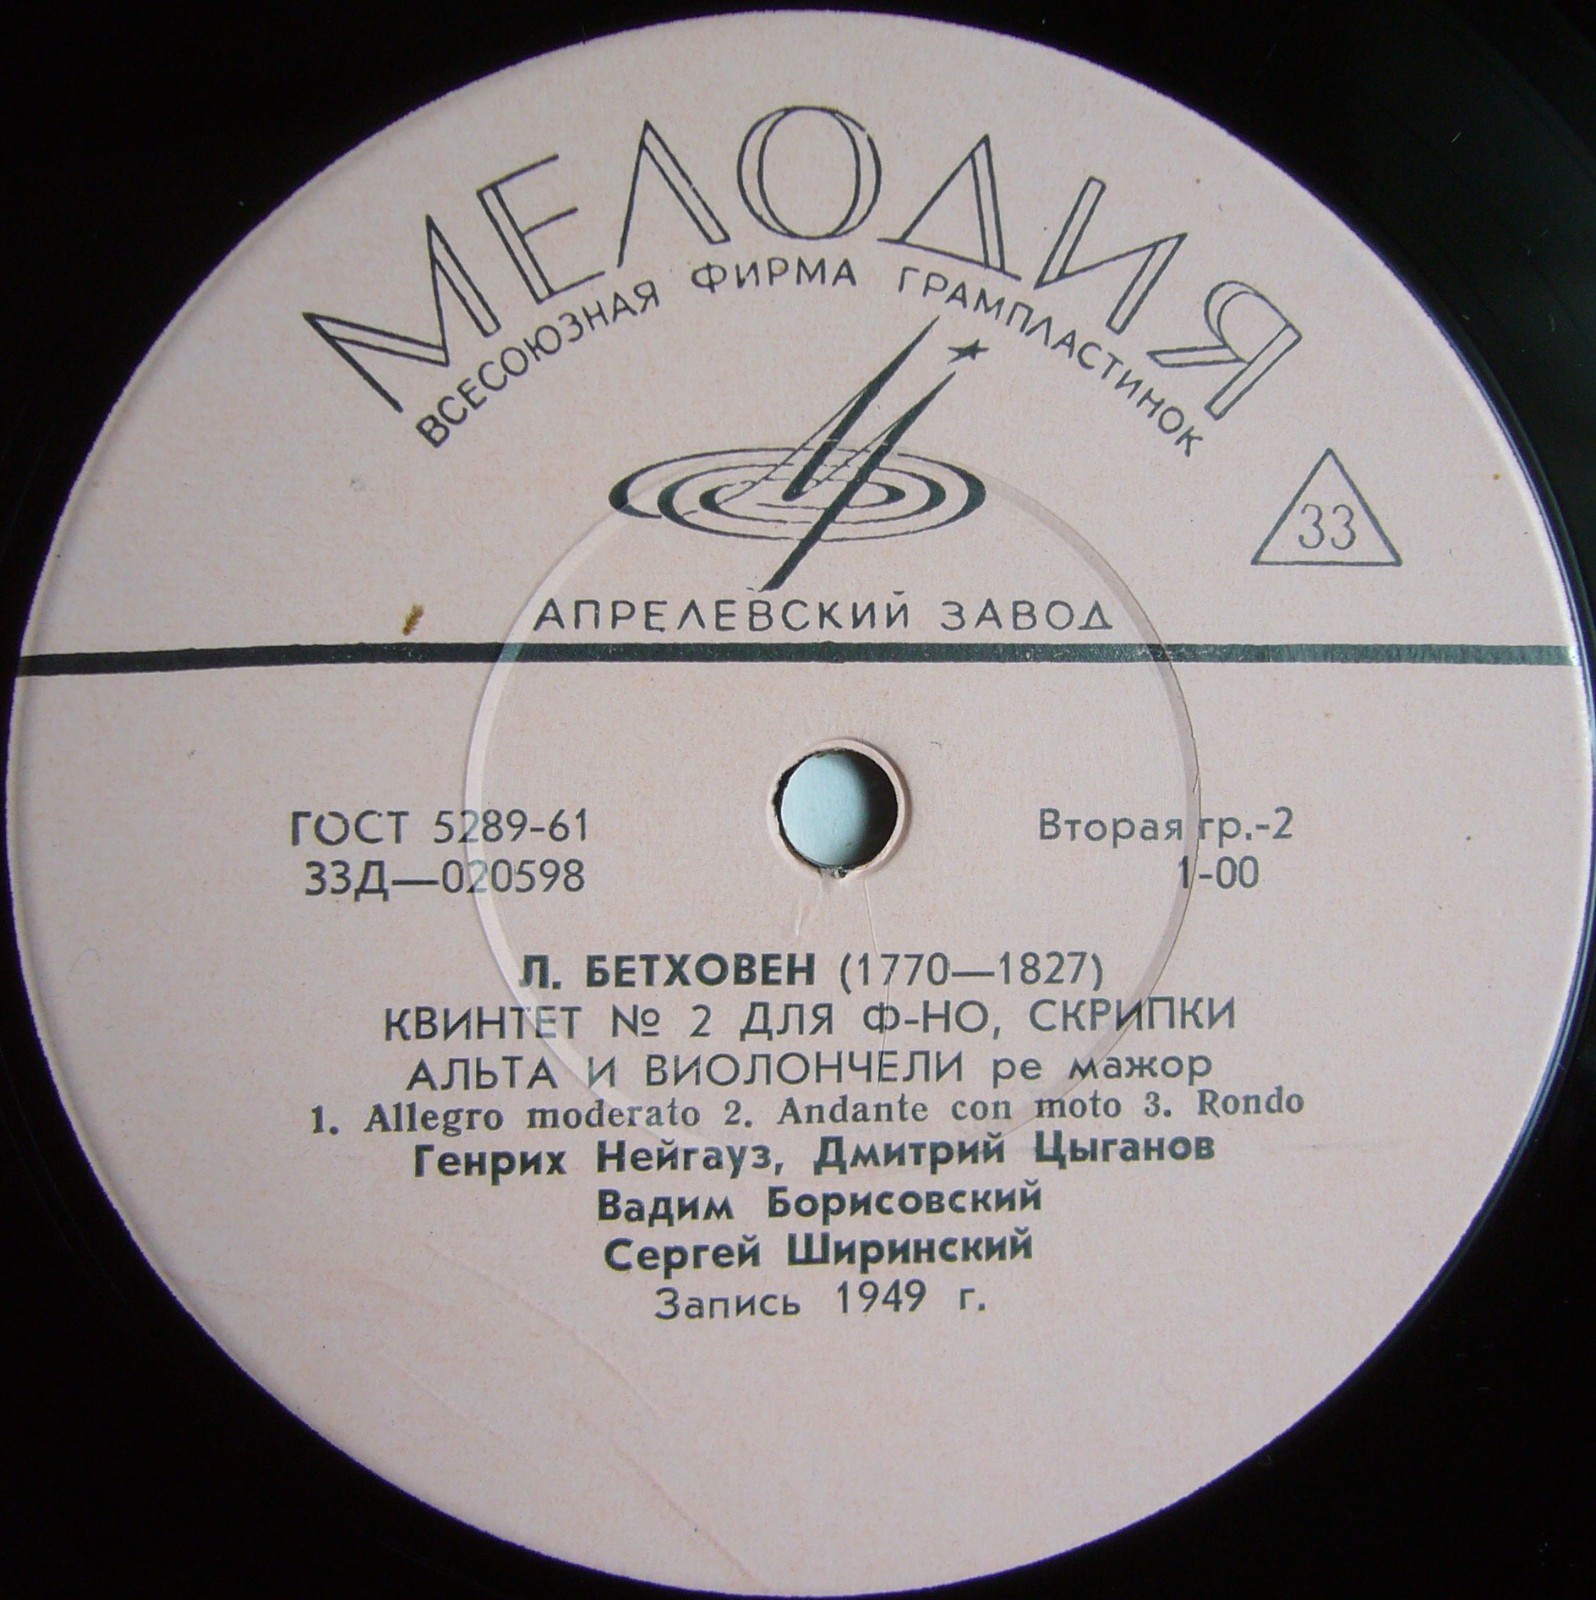 МЕЛОДИЯ
ВСЕСОЮЗНАЯ ФИРМА ГРАМПЛАСТИНОК
33
АПРЕЛЕВСКИЙ ЗАВОД
ГОСТ 5289-61
Вторая гр.-2
33Д—020598
1-00
Л. БЕТХОВЕН (1770—1827)
КВИНТЕТ № 2 ДЛЯ Ф-НО, СКРИПКИ
АЛЬТА И ВИОЛОНЧЕЛИ ре мажор
1. Allegro moderato 2. Andante con moto 3. Rondo
Генрих Нейгауз, Дмитрий Цыганов
Вадим Борисовский
Сергей Ширинский
Запись 1949 г.